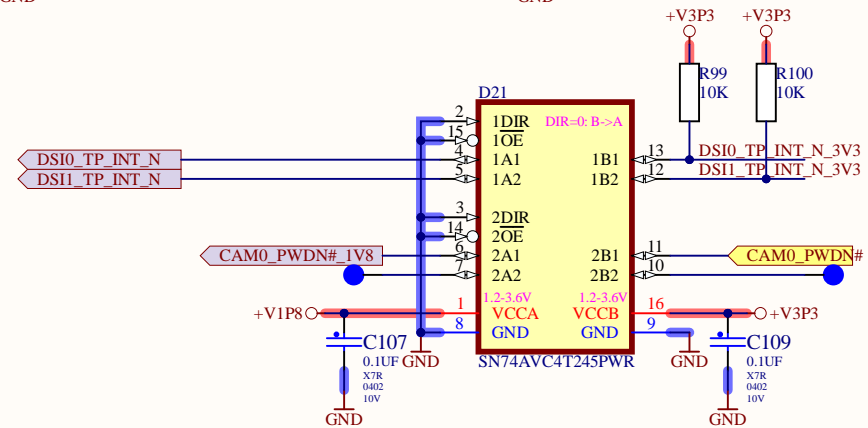 GND
GND
+V3P3
+V3P3
R99
10K
R100
10K
D21
2
1DIR
DIR=0: B->A
15
1OE
4
1A1
1B1
13
DSI0_TP_INT_N
DSI0_TP_INT_N_3V3
5
1A2
1B2
12
DSI1_TP_INT_N
DSI1_TP_INT_N_3V3
3
2DIR
14
2OE
6
2A1
2B1
11
CAM0_PWDN#_1V8
CAM0_PWDN#
7
2A2
2B2
10
1.2-3.6V
1.2-3.6V
+V1P8
1
VCCA
VCCB
16
+V3P3
8
GND
GND
9
C107
0.1UF
X7R
0402
10V
GND
SN74AVC4T245PWR
GND
C109
0.1UF
X7R
0402
10V
GND
GND